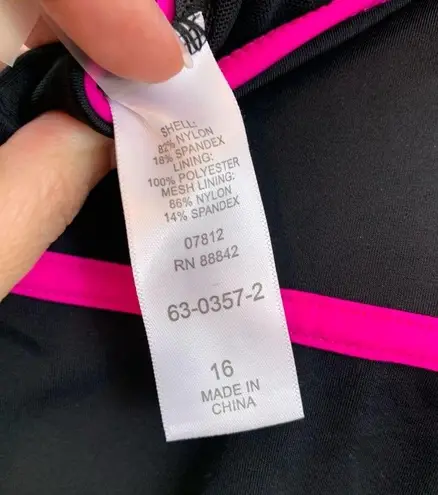 SHELL:
82% NYLON
18% SPANDEX
LINING:
100% POLYESTER
MESH LINING:
86% NYLON
14% SPANDEX
07812
RN 88842
63-0357-2
16
MADE IN
CHINA